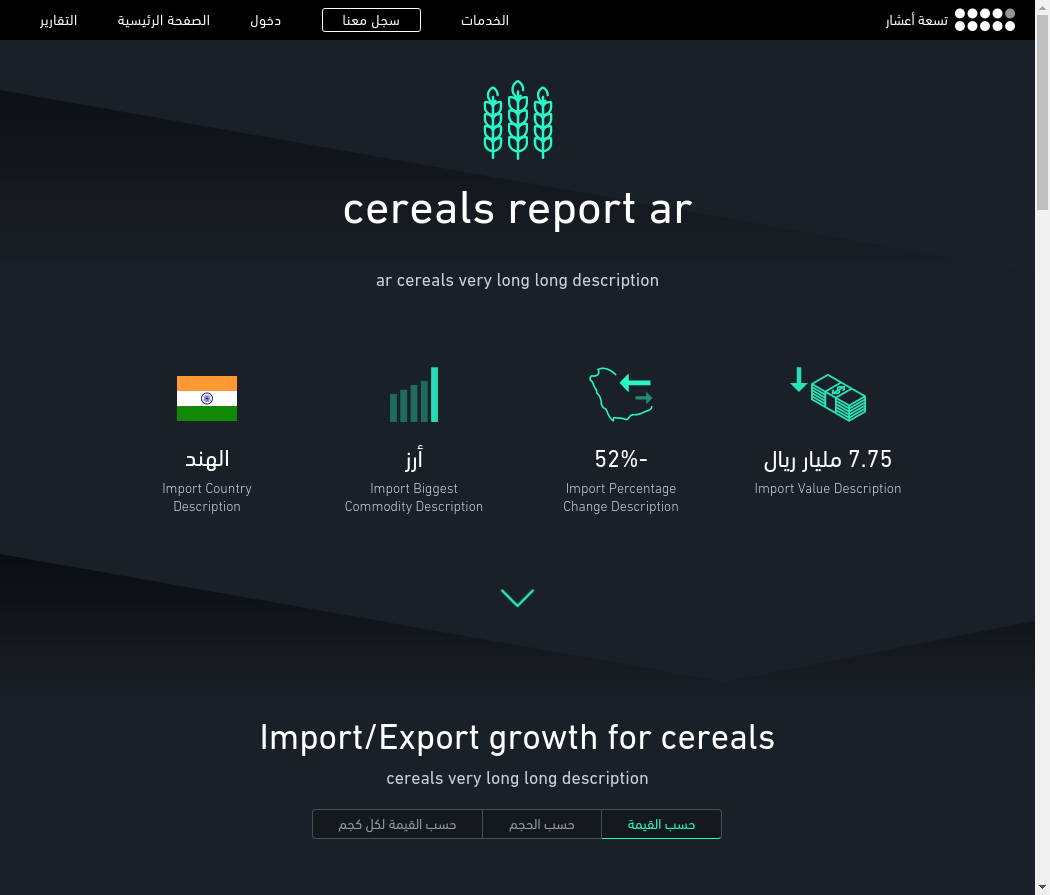 تسعة أعشار
الخدمات
سجل معنا
دخول
الصفحة الرئيسية
التقارير
cereals report ar
ar cereals very long long description
7.75 مليار ريال
Import Value Description
52%-
Import Percentage
Change Description
أرز
Import Biggest
Commodity Description
الهند
Import Country
Description
Import/Export growth for cereals
cereals very long long description
حسب القيمة
حسب الحجم
حسب القيمة لكل كجم